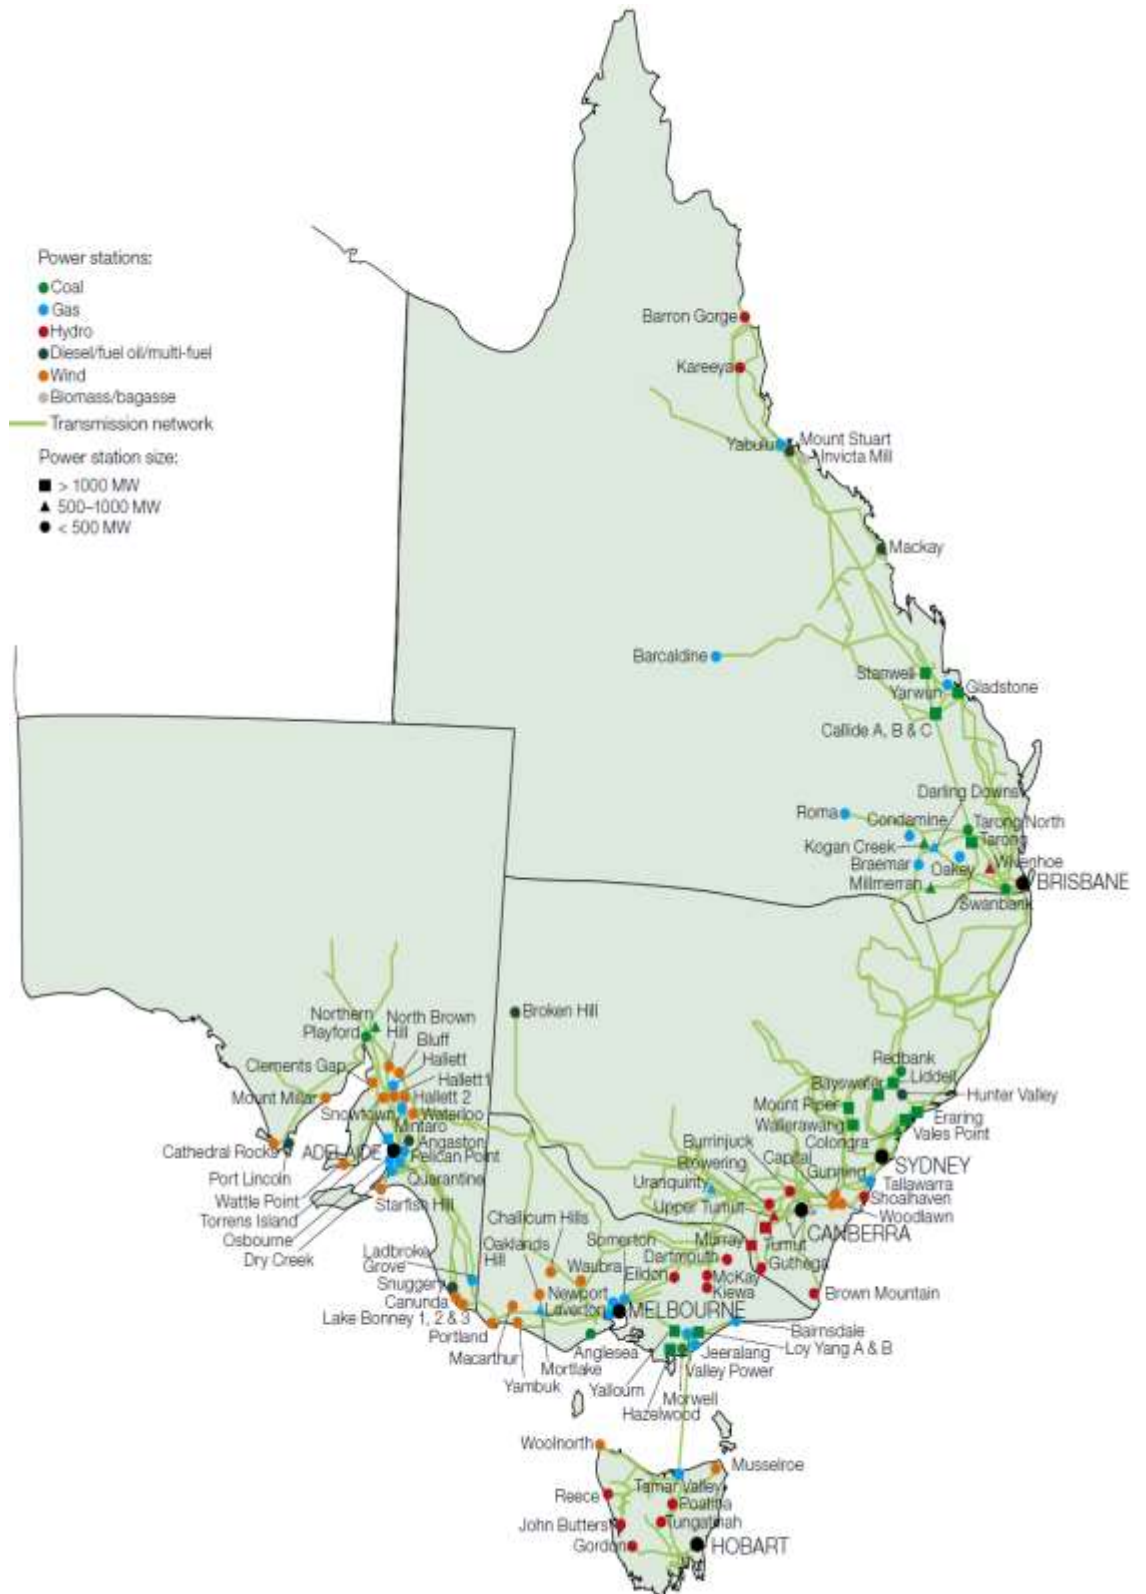 Power stations:
Coal
Gas
Hydro
Diesel/fuel oil/multi-fuel
Wind
Biomass/bagasse
Transmission network
Power station size:
> 1000 MW
500–1000 MW
< 500 MW
Barron Gorge
Kareeya
Yabulu
Mount Stuart
Invicta Mill
Mackay
Barcaldine
Stanwell
Yarwun
Gladstone
Callide A, B & C
Darling Downs
Roma
Condamine
Tarong North
Tarong
Kogan Creek
Braemar
Oakey
Wivenhoe
Millmerran
BRISBANE
Swanbank
Broken Hill
Northern
Playford
North Brown
Hill
Bluff
Hallett
Clements Gap
Hallett 1
Mount Millar
Hallett 2
Snowtown
Waterloo
Mintaro
Angaston
Cathedral Rocks
ADELAIDE
Pelican Point
Port Lincoln
Quarantine
Wattle Point
Starfish Hill
Torrens Island
Osbourne
Dry Creek
Redbank
Liddell
Bayswater
Hunter Valley
Mount Piper
Wallerawang
Eraring
Colongra
Vales Point
Burrinjuck
Capital
SYDNEY
Blowering
Gunning
Tallawarra
Uranquinty
Shoalhaven
Upper Tumut
Woodlawn
CANBERRA
Murray
Tumut
Guthega
Challicum Hills
Somerton
Dartmouth
Oaklands
Hill
Ladbroke
Grove
Waubra
Eildon
McKay
Kiewa
Brown Mountain
Snuggery
Newport
Canunda
Laverton
MELBOURNE
Lake Bonney 1, 2 & 3
Portland
Bairnsdale
Macarthur
Anglesea
Jeeralang
Loy Yang A & B
Mortlake
Valley Power
Yambuk
Yallourn
Morwell
Hazelwood
Woolnorth
Musselroe
Tamar Valley
Reece
Poatina
John Butters
Tungatinah
Gordon
HOBART